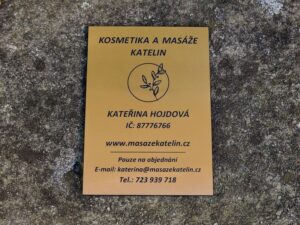 KOSMETIKA A MASÁŽE
KATELIN
KATEŘINA HOJDOVÁ
IČ: 87776766
www.masazekatelin.cz
Pouze na objednání
E-mail: katerina@masazekatelin.cz
Tel.: 723 939 718